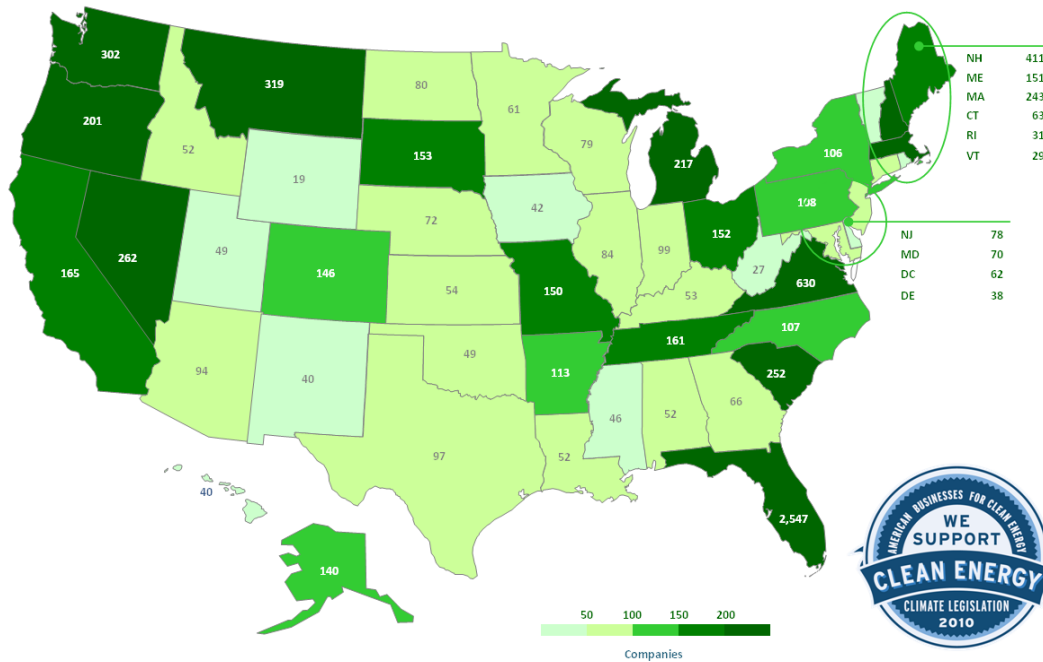 302
319
80
61
NH 411
ME 151
MA 243
CT 63
RI 31
VT 29
201
52
153
79
217
106
19
42
72
84
99
152
108
NJ 78
MD 70
DC 62
DE 38
165
262
49
146
54
150
53
27
630
94
40
49
113
161
107
252
97
52
46
52
66
2,547
40
140
50 100 150 200
Companies
AMERICAN BUSINESSES FOR CLEAN ENERGY
WE
SUPPORT
CLEAN ENERGY
CLIMATE LEGISLATION
2010